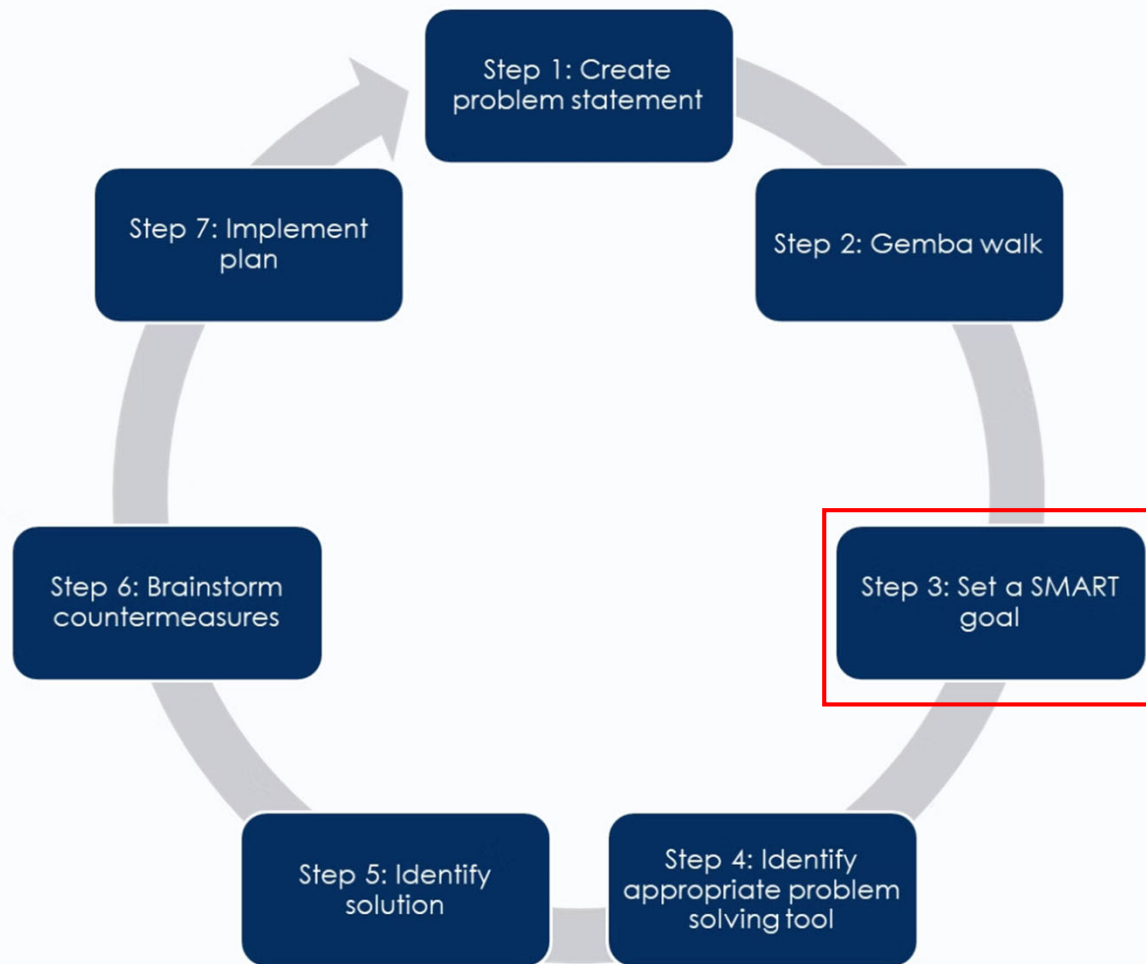 Step 1: Create
problem statement
Step 2: Gemba walk
Step 3: Set a SMART
goal
Step 4: Identify
appropriate problem
solving tool
Step 5: Identify
solution
Step 6: Brainstorm
countermeasures
Step 7: Implement
plan